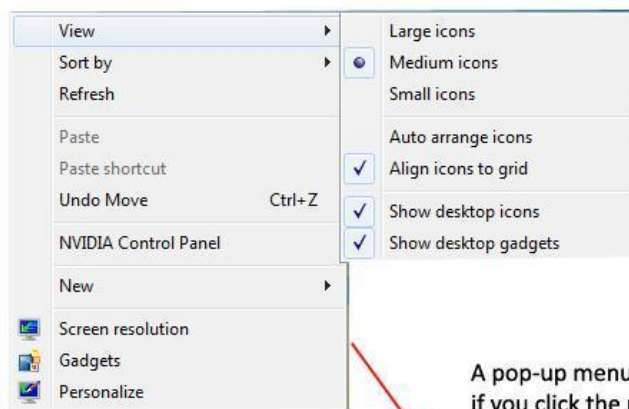 View
Sort by
Refresh
Paste
Paste shortcut
Undo Move Ctrl+Z
NVIDIA Control Panel
New
Screen resolution
Gadgets
Personalize
Large icons
Medium icons
Small icons
Auto arrange icons
Align icons to grid
Show desktop icons
Show desktop gadgets
A pop-up menu
if you click the